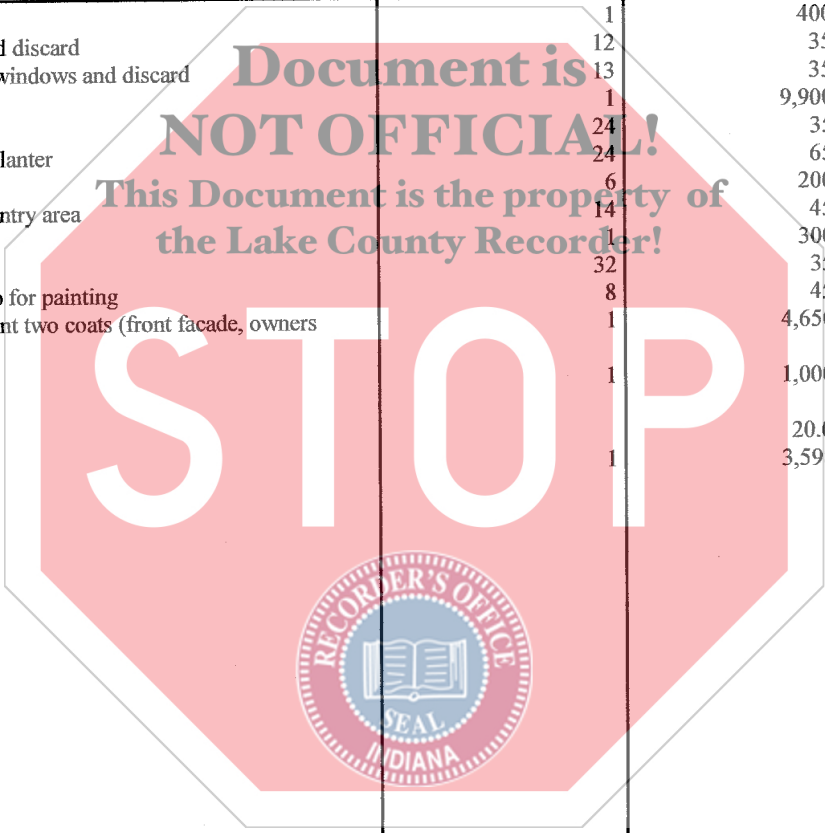 1 400
d discard 12 35
windows and discard 13 35
Document is
1 9,900
24 35
NOT OFFICIAL!
lanter 24 65
6 200
This Document is the property of
ntry area 14 45
1 300
the Lake County Recorder!
32 35
for painting 8 45
nt two coats (front facade, owners 1 4,650
STOP
1 1,000
20.0
1 3,59
RECORDER'S OFFICE
SEAL
INDIANA